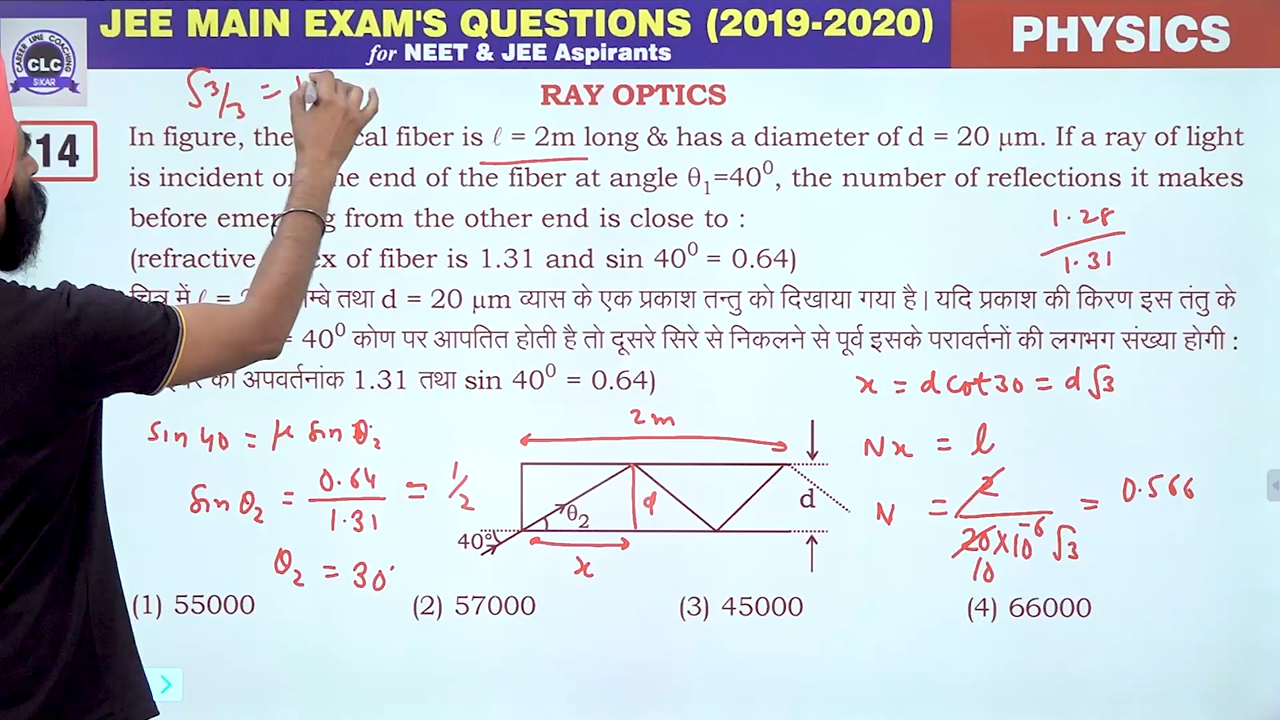 JEE MAIN EXAM'S QUESTIONS (2019-2020)
for NEET & JEE Aspirants
PHYSICS
CAREER LINE COACHING
CLC
SIKAR
√3/3 =
RAY OPTICS
14
In figure, the cal fiber is ℓ = 2m long & has a diameter of d = 20 μm. If a ray of light
is incident on the end of the fiber at angle θ₁=40⁰, the number of reflections it makes
before emerging from the other end is close to :
(refractive index of fiber is 1.31 and sin 40⁰ = 0.64)
1.28
1.31
चित्र में ℓ = लम्बे तथा d = 20 μm व्यास के एक प्रकाश तन्तु को दिखाया गया है। यदि प्रकाश की किरण इस तंतु के
= 40⁰ कोण पर आपतित होती है तो दूसरे सिरे से निकलने से पूर्व इसके परावर्तनों की लगभग संख्या होगी :
का अपवर्तनांक 1.31 तथा sin 40⁰ = 0.64)
x = d cot 30 = d√3
sin 40 = μ sin θ₂
sin θ₂ = 0.64/1.31 = 1/2
θ₂ = 30°
2m
d
d
θ₂
40°
x
Nx = l
N = 2/20×10⁻⁶ √3 = 0.566
10
(1) 55000 (2) 57000 (3) 45000 (4) 66000